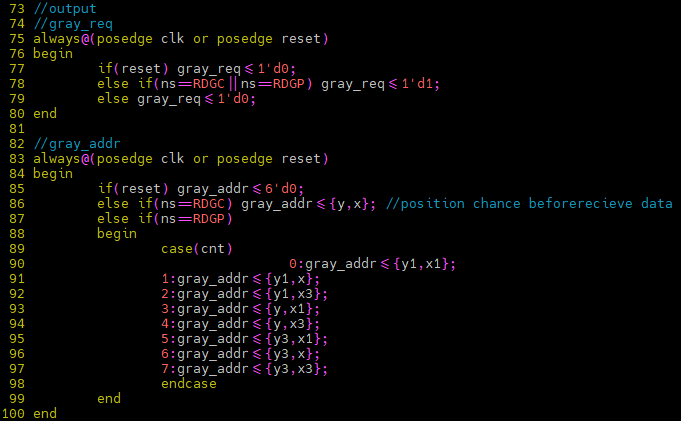 73 //output
74 //gray_req
75 always@(posedge clk or posedge reset)
76 begin
77         if(reset) gray_req<=1'd0;
78         else if(ns==RDGC||ns==RDGP) gray_req<=1'd1;
79         else gray_req<=1'd0;
80 end
81
82 //gray_addr
83 always@(posedge clk or posedge reset)
84 begin
85         if(reset) gray_addr<=6'd0;
86         else if(ns==RDGC) gray_addr<={y,x}; //position chance beforerecieve data
87         else if(ns==RDGP)
88         begin
89                 case(cnt)
90                                 0:gray_addr<={y1,x1};
91                 1:gray_addr<={y1,x};
92                 2:gray_addr<={y1,x3};
93                 3:gray_addr<={y,x1};
94                 4:gray_addr<={y,x3};
95                 5:gray_addr<={y3,x1};
96                 6:gray_addr<={y3,x};
97                 7:gray_addr<={y3,x3};
98                 endcase
99         end
100 end